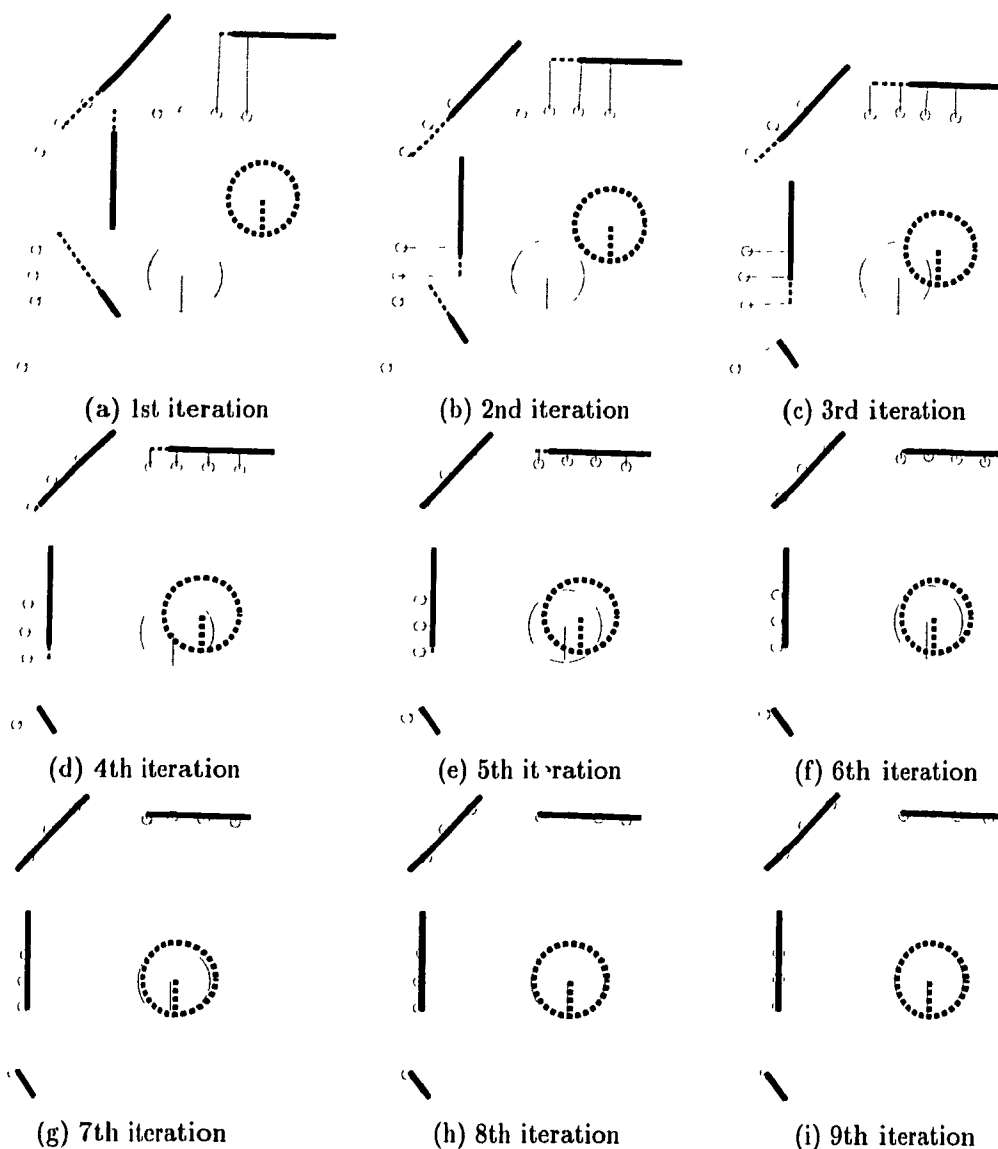 (a) 1st iteration
(b) 2nd iteration
(c) 3rd iteration
(d) 4th iteration
(e) 5th iteration
(f) 6th iteration
(g) 7th iteration
(h) 8th iteration
(i) 9th iteration